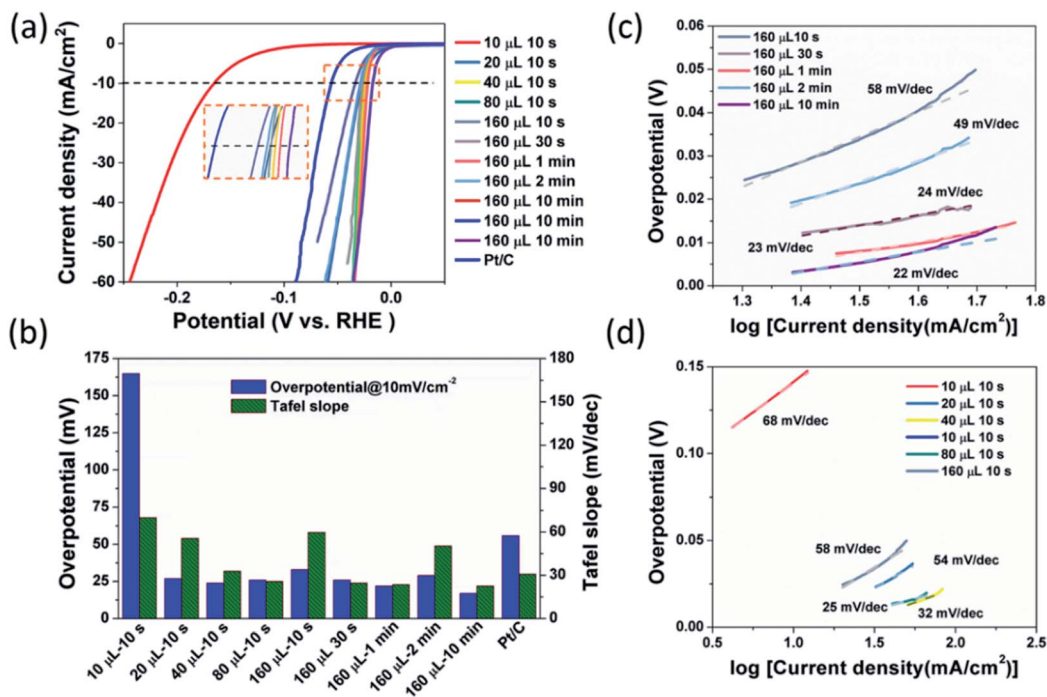 (a)
Current density (mA/cm²)
0
-10
-20
-30
-40
-50
-60
-0.2
-0.1
0.0
Potential (V vs. RHE )
10 μL 10 s
20 μL 10 s
40 μL 10 s
80 μL 10 s
160 μL 10 s
160 μL 30 s
160 μL 1 min
160 μL 2 min
160 μL 10 min
160 μL 10 min
160 μL 10 min
Pt/C
(c)
Overpotential (V)
0.06
0.05
0.04
0.03
0.02
0.01
0.00
160 μL10 s
160 μL 30 s
160 μL 1 min
160 μL 2 min
160 μL 10 min
58 mV/dec
49 mV/dec
24 mV/dec
23 mV/dec
22 mV/dec
1.3
1.4
1.5
1.6
1.7
1.8
log [Current density(mA/cm²)]
(b)
Overpotential (mV)
175
150
125
100
75
50
25
0
Overpotential@10mV/cm⁻²
Tafel slope
180
150
120
90
60
30
0
Tafel slope (mV/dec)
10 μL-10 s
20 μL-10 s
40 μL-10 s
80 μL-10 s
160 μL-10 s
160 μL 30 s
160 μL-1 min
160 μL-2 min
160 μL-10 min
Pt/C
(d)
Overpotential (V)
0.15
0.10
0.05
0.00
10 μL 10 s
20 μL 10 s
40 μL 10 s
10 μL 10 s
80 μL 10 s
160 μL 10 s
68 mV/dec
58 mV/dec
54 mV/dec
25 mV/dec
32 mV/dec
0.5
1.0
1.5
2.0
2.5
log [Current density(mA/cm²)]